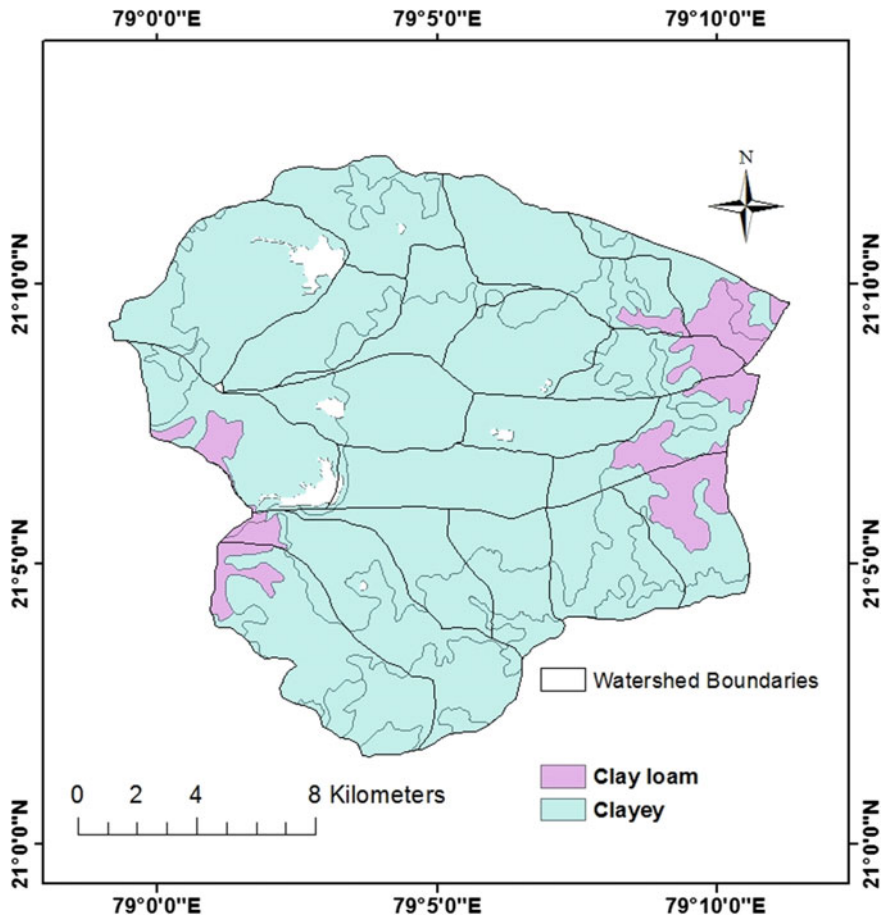 79°0'0"E 79°5'0"E 79°10'0"E
N
21°10'0"N 21°10'0"N
21°5'0"N 21°5'0"N
Watershed Boundaries
Clay loam
0 2 4 8 Kilometers
Clayey
21°0'0"N 21°0'0"N
79°0'0"E 79°5'0"E 79°10'0"E